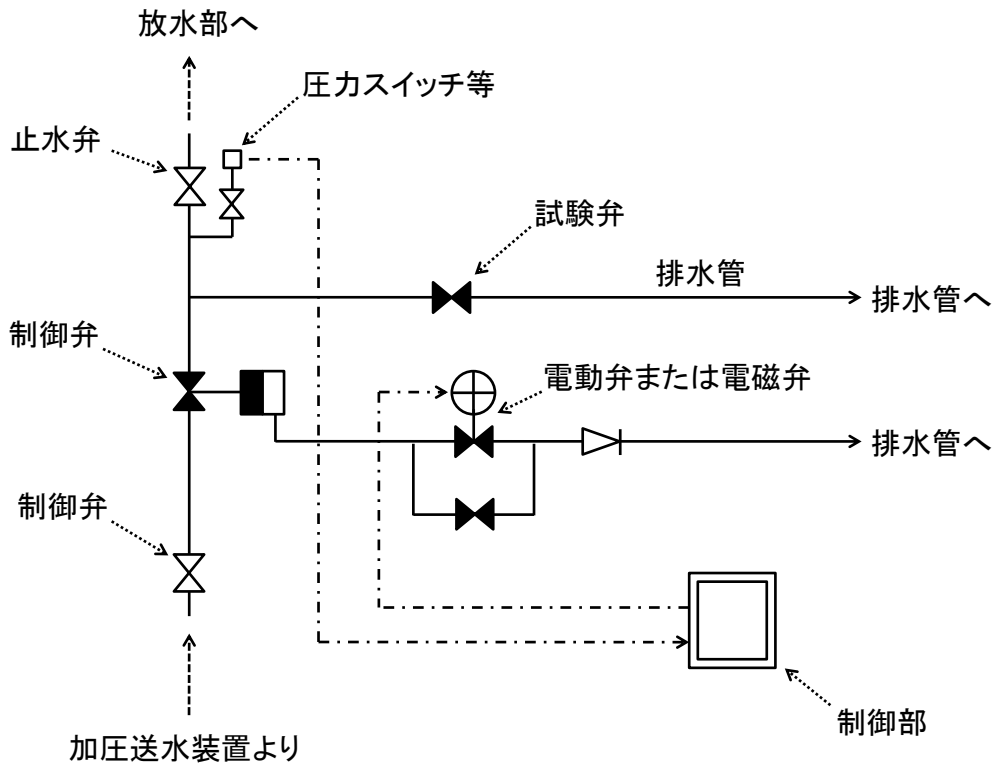 放水部へ
圧力スイッチ等
止水弁
試験弁
排水管
排水管へ
制御弁
電動弁または電磁弁
排水管へ
制御弁
制御部
加圧送水装置より